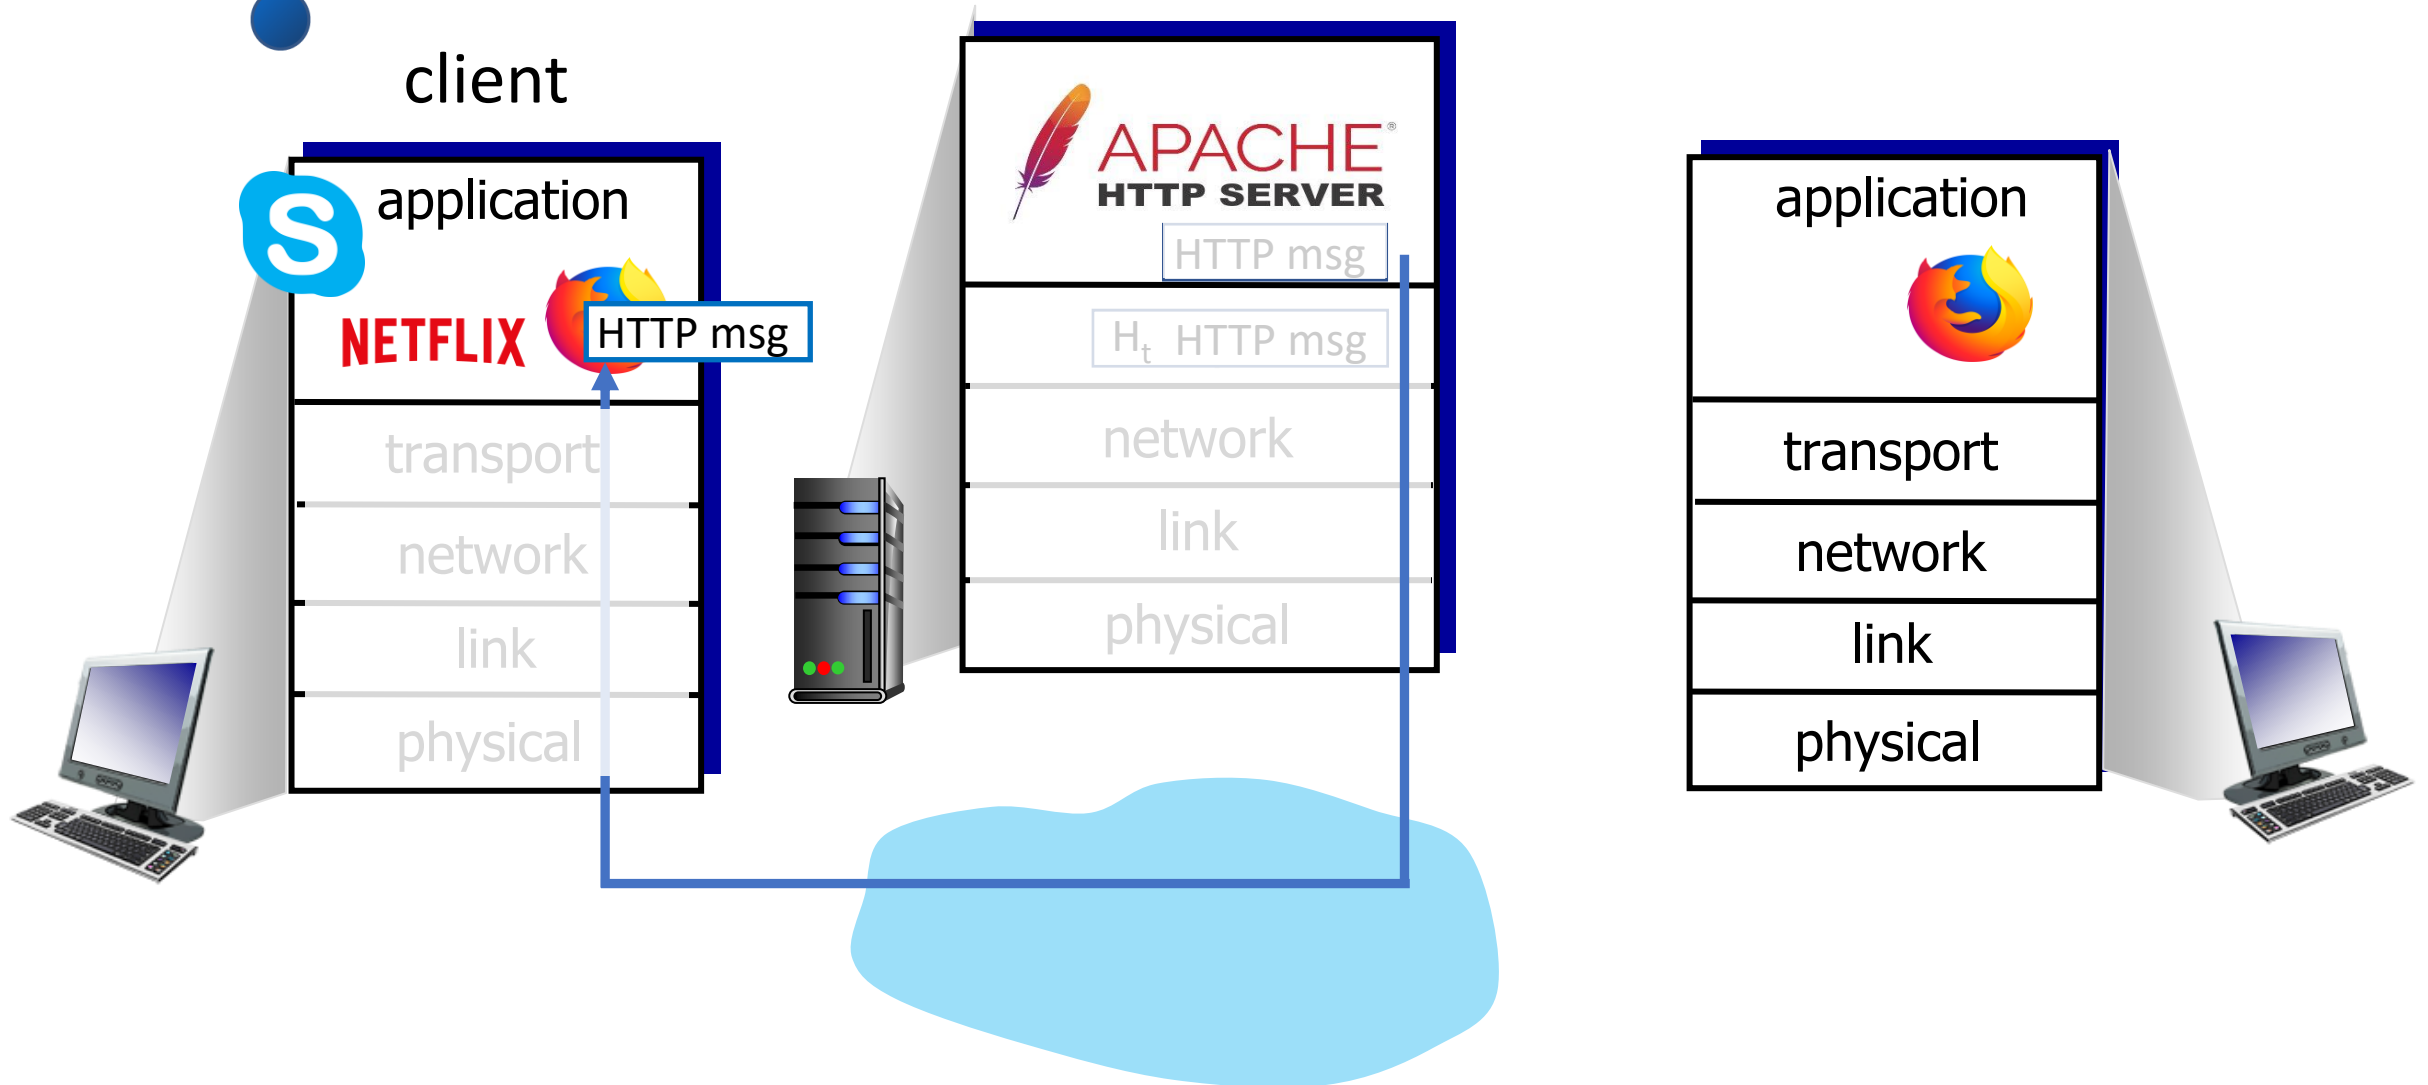 client
application
S
NETFLIX
HTTP msg
transport
network
link
physical
APACHE®
HTTP SERVER
HTTP msg
Ht HTTP msg
network
link
physical
application
transport
network
link
physical